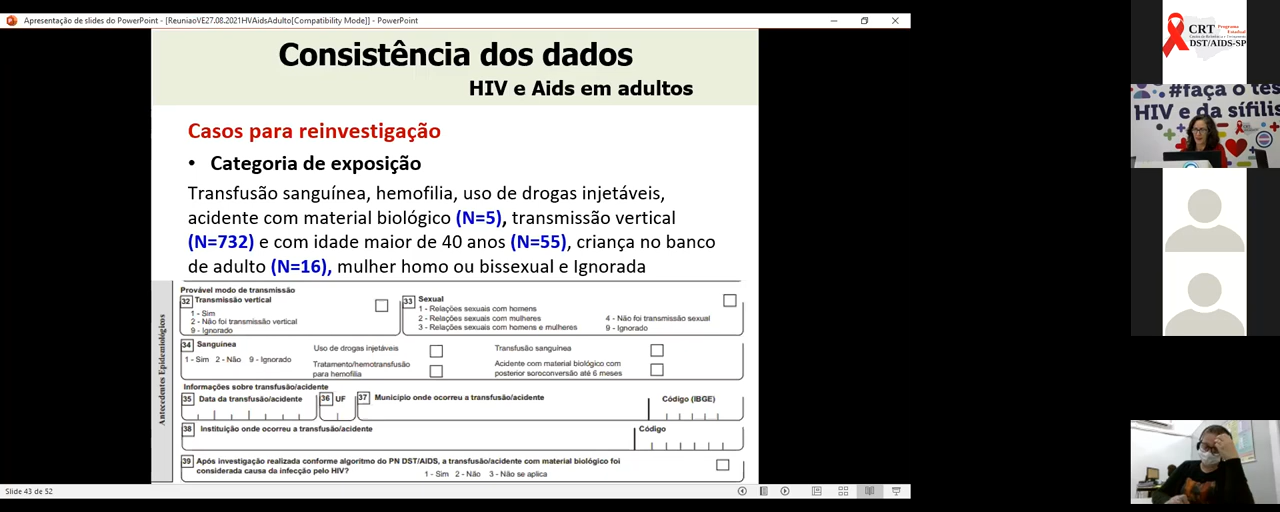 Apresentação de slides do PowerPoint - [ReuniaoVE27.08.2021HVAidsAdulto[Compatibility Mode]] - PowerPoint
Consistência dos dados
HIV e Aids em adultos
Casos para reinvestigação
• Categoria de exposição
Transfusão sanguínea, hemofilia, uso de drogas injetáveis,
acidente com material biológico (N=5), transmissão vertical
(N=732) e com idade maior de 40 anos (N=55), criança no banco
de adulto (N=16), mulher homo ou bissexual e Ignorada
Antecedentes Epidemiológicos
Provável modo de transmissão
32 Transmissão vertical
1 - Sim
2 - Não foi transmissão vertical
9 - Ignorado
33 Sexual
1 - Relações sexuais com homens
2 - Relações sexuais com mulheres
3 - Relações sexuais com homens e mulheres
4 - Não foi transmissão sexual
9 - Ignorado
34 Sanguínea
1 - Sim 2 - Não 9 - Ignorado
Uso de drogas injetáveis
Tratamento/hemotransfusão
para hemofilia
Transfusão sanguínea
Acidente com material biológico com
posterior soroconversão até 6 meses
Informações sobre transfusão/acidente
35 Data da transfusão/acidente
36 UF
37 Município onde ocorreu a transfusão/acidente
Código (IBGE)
38 Instituição onde ocorreu a transfusão/acidente
Código
39 Após investigação realizada conforme algoritmo do PN DST/AIDS, a transfusão/acidente com material biológico foi
considerada causa da infecção pelo HIV?
1 - Sim 2 - Não 3 - Não se aplica
Slide 43 de 52
CRT
Programa
Estadual
DST/AIDS-SP
#faça o tes
HIV e da sífilis